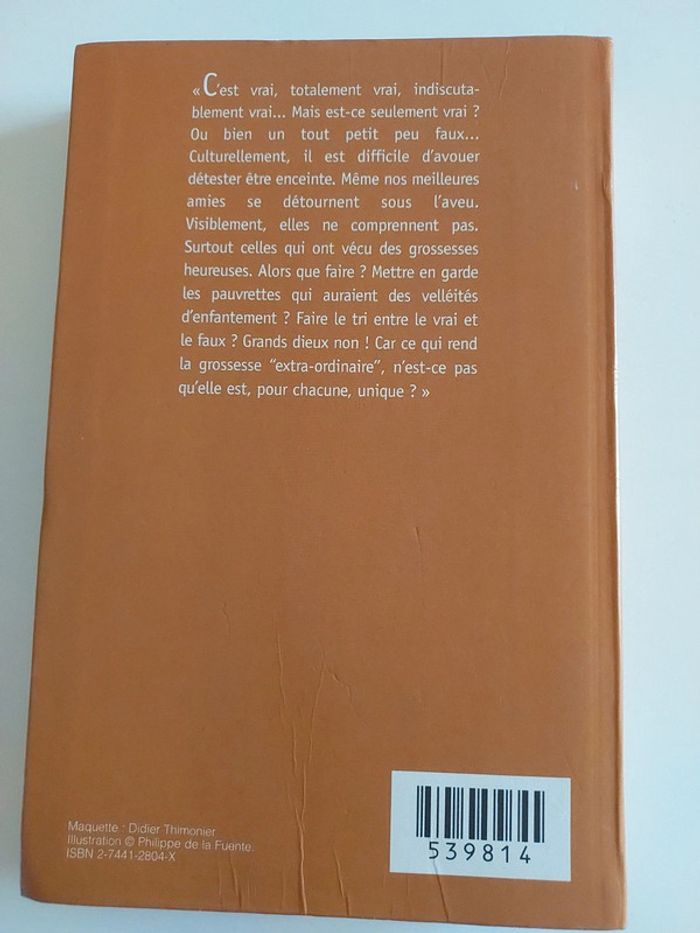 « C'est vrai, totalement vrai, indiscuta-
blement vrai... Mais est-ce seulement vrai ?
Ou bien un tout petit peu faux...
Culturellement, il est difficile d'avouer
détester être enceinte. Même nos meilleures
amies se détournent sous l'aveu.
Visiblement, elles ne comprennent pas.
Surtout celles qui ont vécu des grossesses
heureuses. Alors que faire ? Mettre en garde
les pauvrettes qui auraient des velléités
d'enfantement ? Faire le tri entre le vrai et
le faux ? Grands dieux non ! Car ce qui rend
la grossesse "extra-ordinaire", n'est-ce pas
qu'elle est, pour chacune, unique ? »
Maquette : Didier Thimonier
Illustration © Philippe de la Fuente.
ISBN 2-7441-2804-X
539814